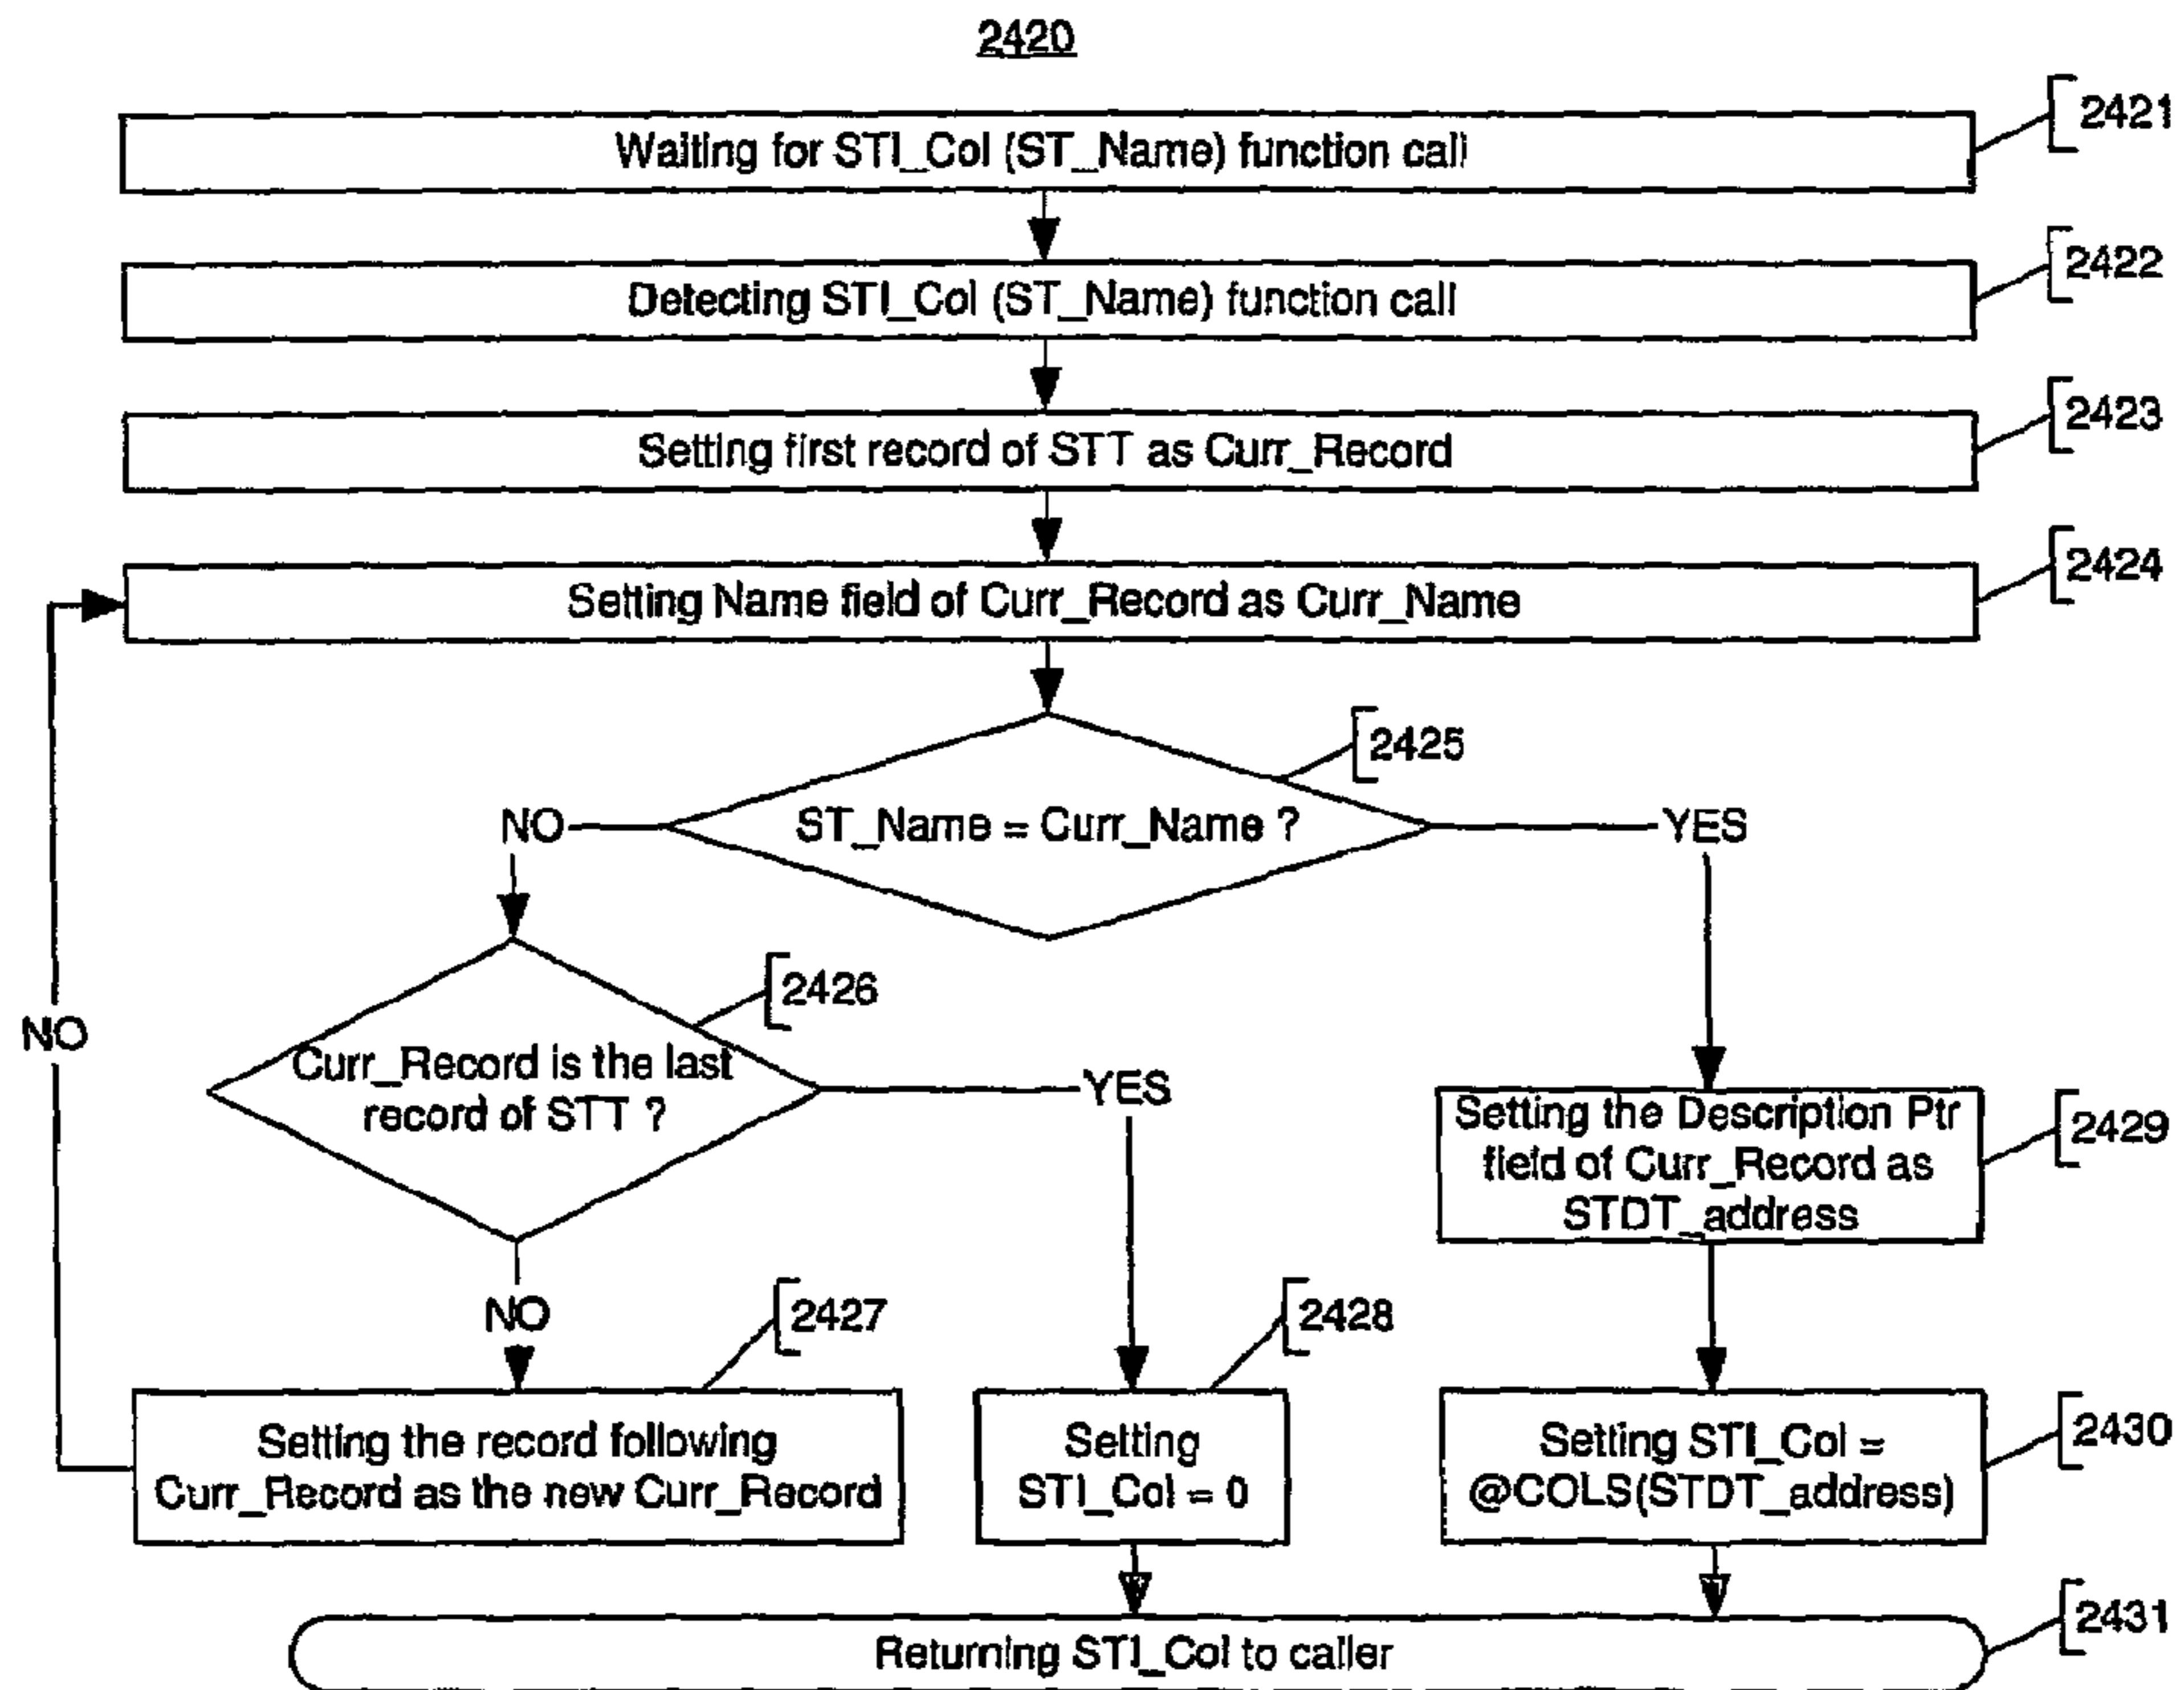 2420
Waiting for STI_Col (ST_Name) function call
2421
Detecting STI_Col (ST_Name) function call
2422
Setting first record of STT as Curr_Record
2423
Setting Name field of Curr_Record as Curr_Name
2424
2425
NO
ST_Name = Curr_Name ?
YES
2426
NO
Curr_Record is the last
record of STT ?
YES
Setting the Description Ptr
field of Curr_Record as
STDT_address
2429
NO
2427
2428
Setting the record following
Curr_Record as the new Curr_Record
Setting
STI_Col = 0
Setting STI_Col =
@COLS(STDT_address)
2430
Returning STI_Col to caller
2431